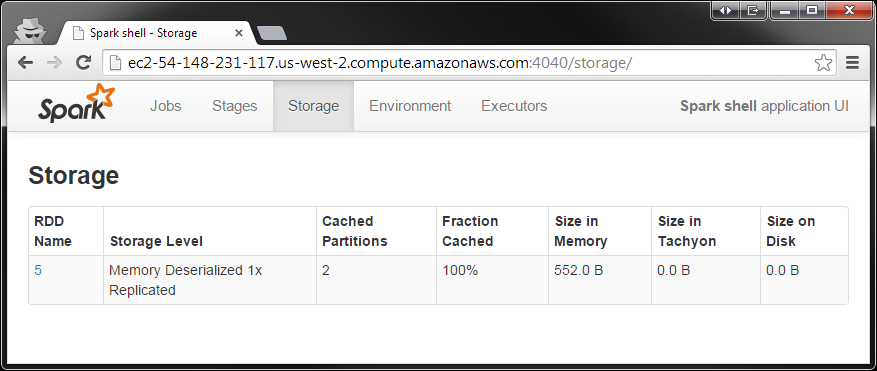 Spark shell - Storage
ec2-54-148-231-117.us-west-2.compute.amazonaws.com:4040/storage/
Spark Jobs Stages Storage Environment Executors Spark shell application UI
Storage
RDD Name Storage Level Cached Partitions Fraction Cached Size in Memory Size in Tachyon Size on Disk
5 Memory Deserialized 1x Replicated 2 100% 552.0 B 0.0 B 0.0 B